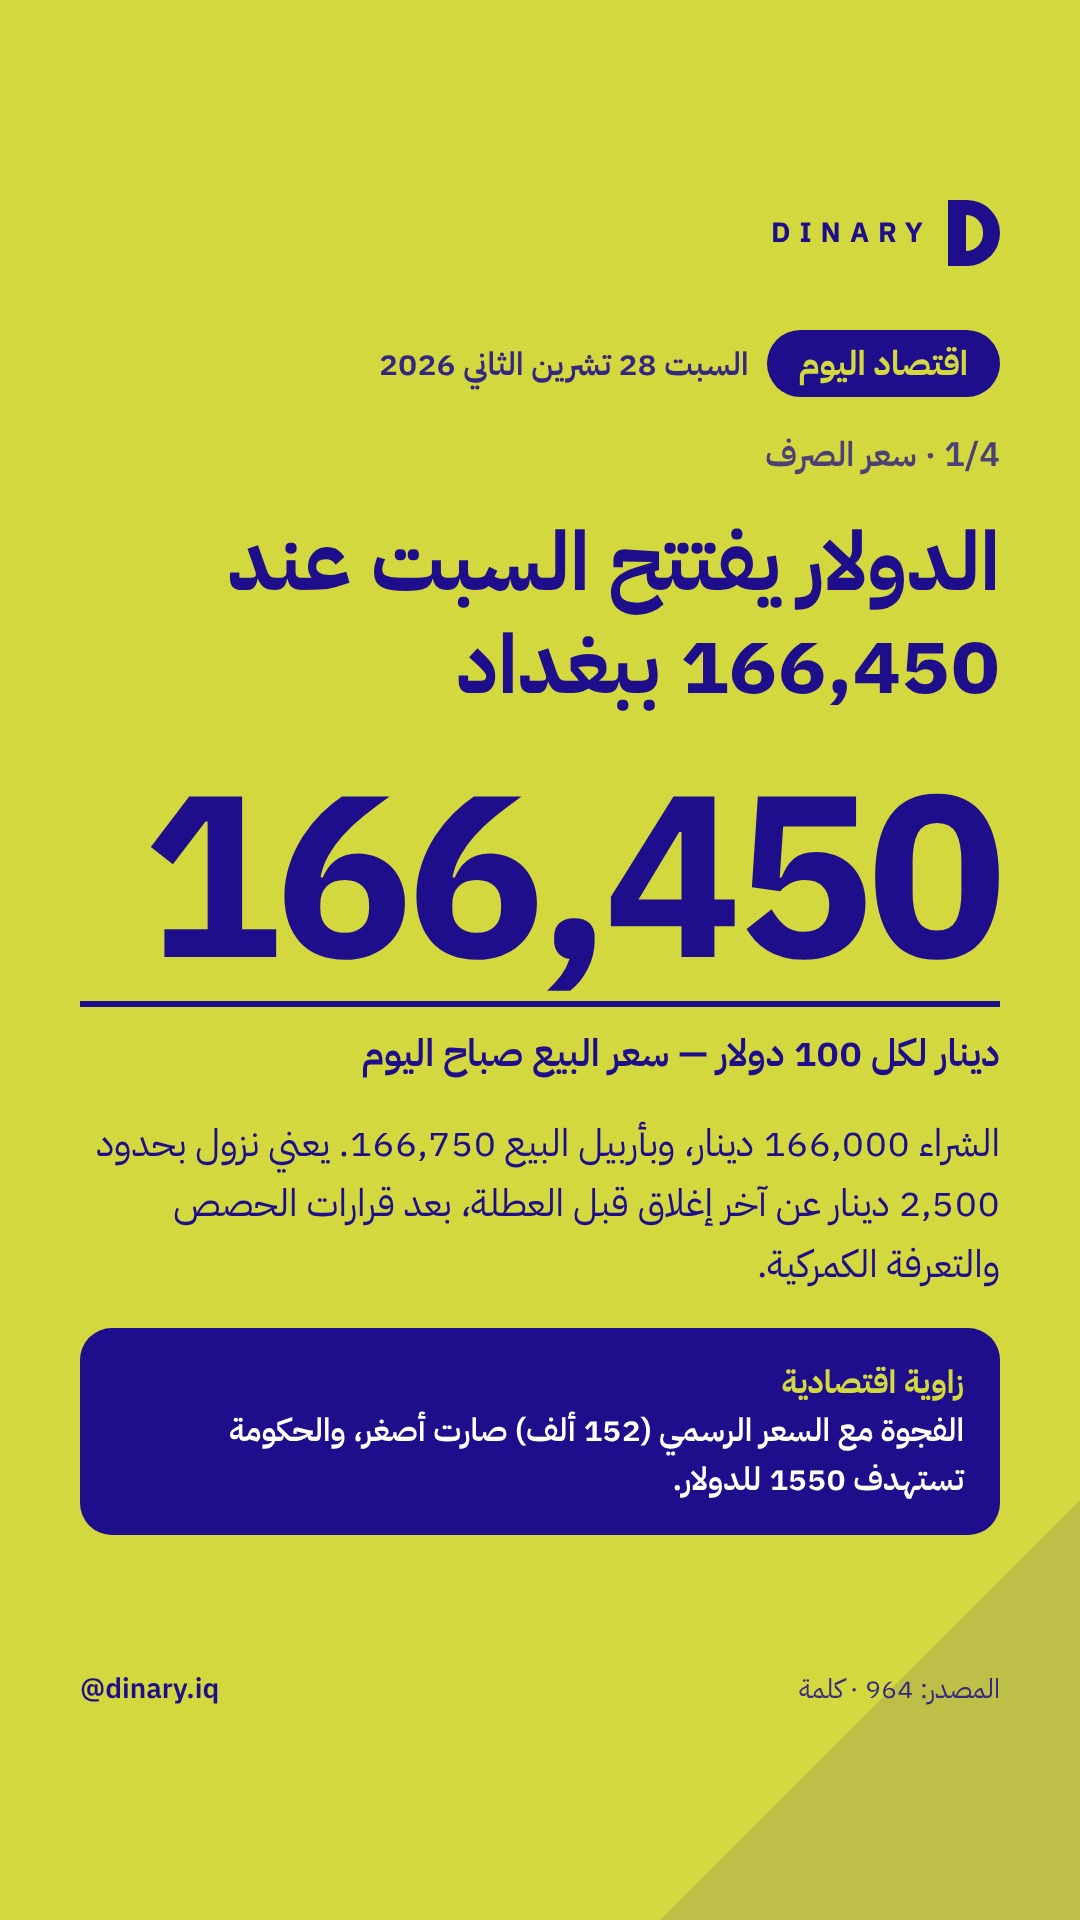 DINARY
اقتصاد اليوم السبت 28 تشرين الثاني 2026
1/4 · سعر الصرف
الدولار يفتتح السبت عند
166,450 ببغداد
166,450
دينار لكل 100 دولار — سعر البيع صباح اليوم
الشراء 166,000 دينار، وبأربيل البيع 166,750. يعني نزول بحدود
2,500 دينار عن آخر إغلاق قبل العطلة، بعد قرارات الحصص
والتعرفة الكمركية.
زاوية اقتصادية
الفجوة مع السعر الرسمي (152 ألف) صارت أصغر، والحكومة
تستهدف 1550 للدولار.
المصدر: 964 · كلمة
@dinary.iq